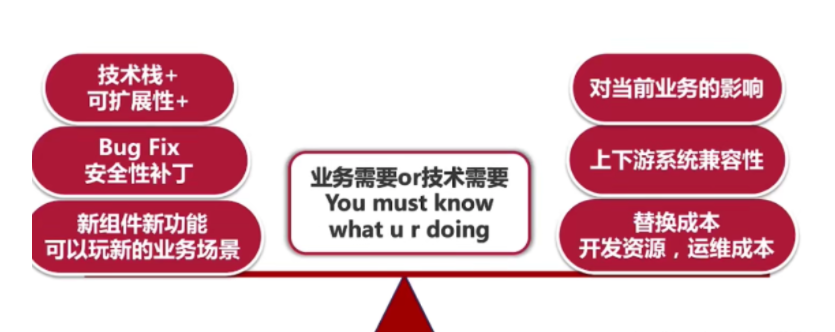 技术栈+
可扩展性+
Bug Fix
安全性补丁
新组件新功能
可以玩新的业务场景
业务需要or技术需要
You must know
what u r doing
对当前业务的影响
上下游系统兼容性
替换成本
开发资源，运维成本